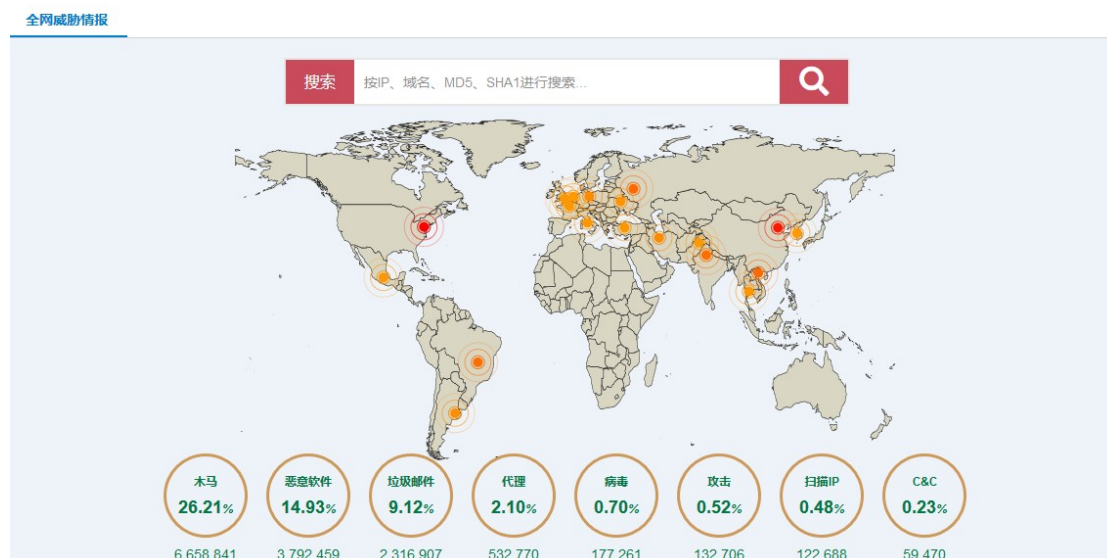 全网威胁情报
搜索 按IP、域名、MD5、SHA1进行搜索...
木马 恶意软件 垃圾邮件 代理 病毒 攻击 扫描IP C&C
26.21% 14.93% 9.12% 2.10% 0.70% 0.52% 0.48% 0.23%
6,658,841 3,792,459 2,316,907 532,770 177,261 132,706 122,688 59,470